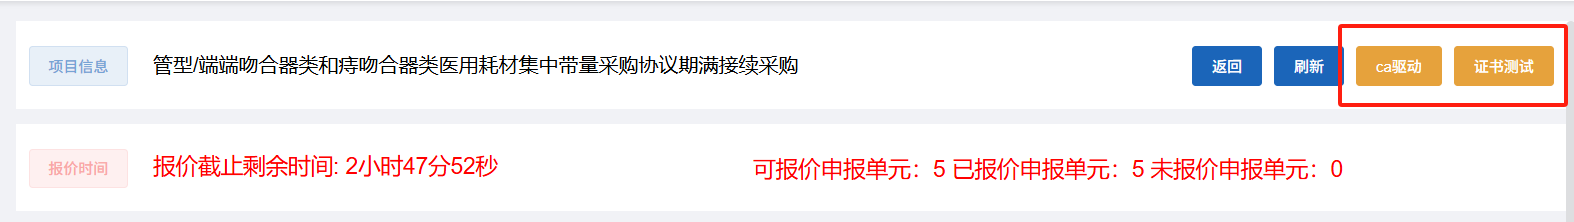 项目信息 管型/端端吻合器类和痔吻合器类医用耗材集中带量采购协议期满接续采购 返回 刷新 ca驱动 证书测试
报价时间 报价截止剩余时间: 2小时47分52秒 可报价申报单元：5 已报价申报单元：5 未报价申报单元：0